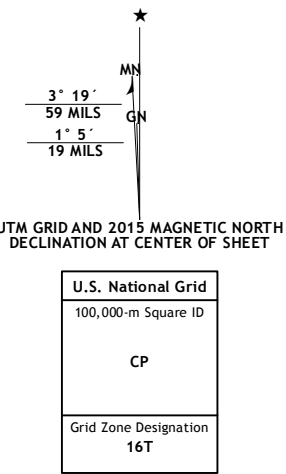 ★
MN
3° 19´
59 MILS
GN
1° 5´
19 MILS
UTM GRID AND 2015 MAGNETIC NORTH
DECLINATION AT CENTER OF SHEET
U.S. National Grid
100,000-m Square ID
CP
Grid Zone Designation
16T